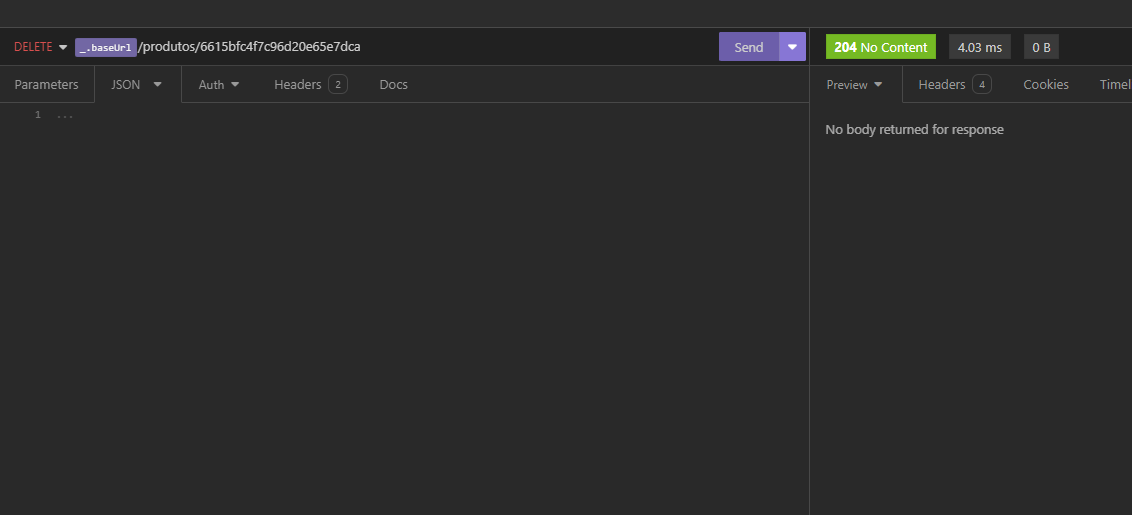 DELETE _.baseUrl/produtos/6615bfc4f7c96d20e65e7dca Send 204 No Content 4.03 ms 0 B
Parameters JSON Auth Headers 2 Docs Preview Headers 4 Cookies Timel
1 ...
No body returned for response